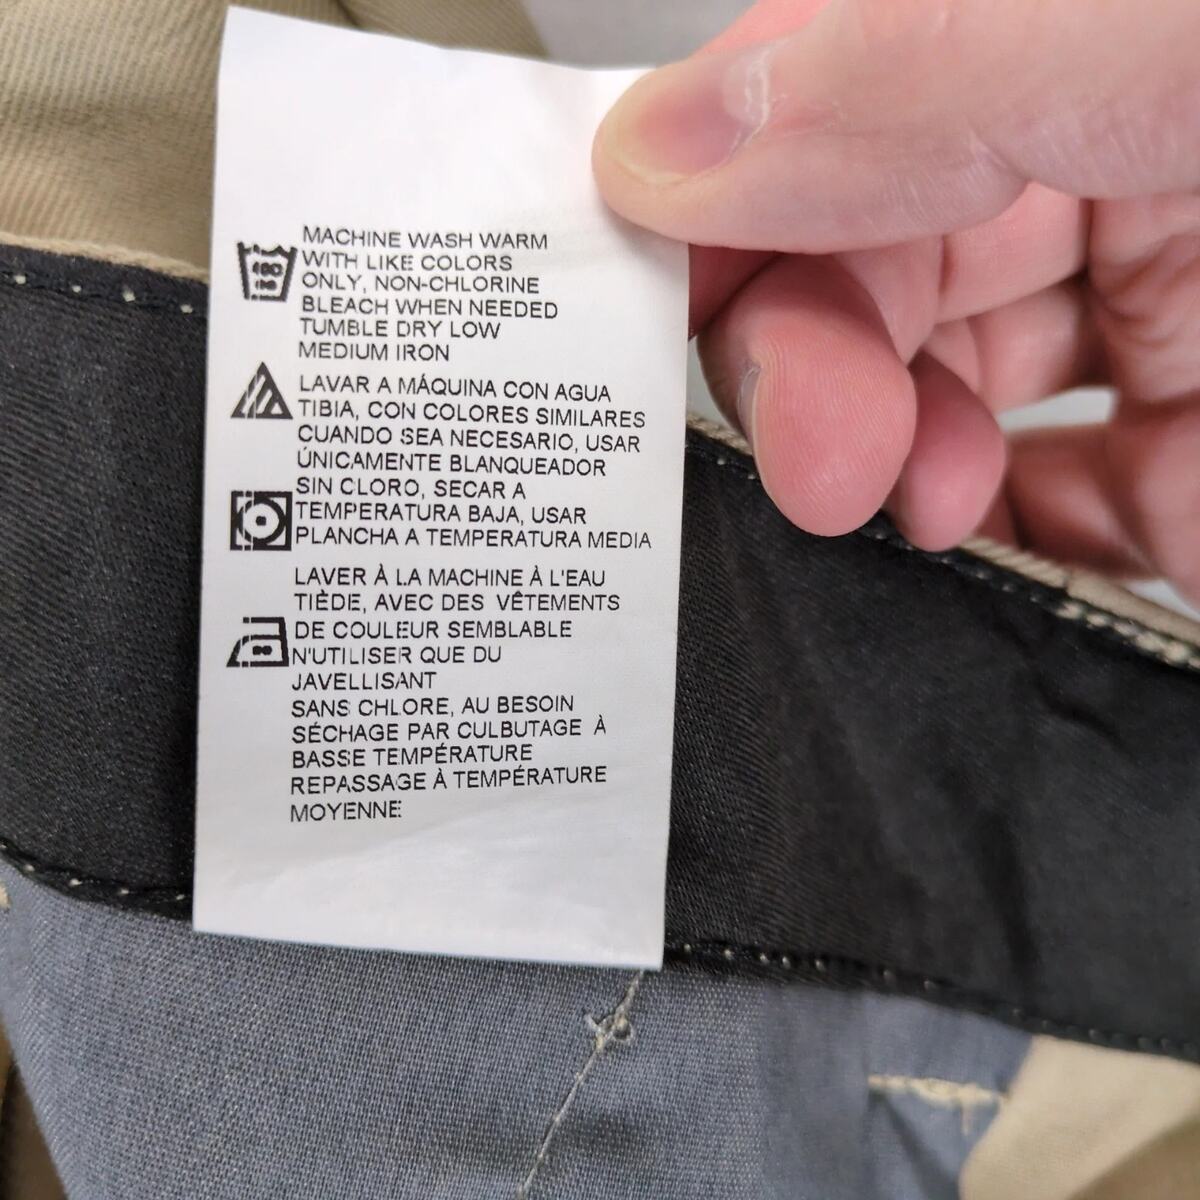 MACHINE WASH WARM
WITH LIKE COLORS
ONLY, NON-CHLORINE
BLEACH WHEN NEEDED
TUMBLE DRY LOW
MEDIUM IRON
LAVAR A MÁQUINA CON AGUA
TIBIA, CON COLORES SIMILARES
CUANDO SEA NECESARIO, USAR
ÚNICAMENTE BLANQUEADOR
SIN CLORO, SECAR A
TEMPERATURA BAJA, USAR
PLANCHA A TEMPERATURA MEDIA
LAVER À LA MACHINE À L'EAU
TIÈDE, AVEC DES VÊTEMENTS
DE COULEUR SEMBLABLE
N'UTILISER QUE DU
JAVELLISANT
SANS CHLORE, AU BESOIN
SÉCHAGE PAR CULBUTAGE À
BASSE TEMPÉRATURE
REPASSAGE À TEMPÉRATURE
MOYENNE